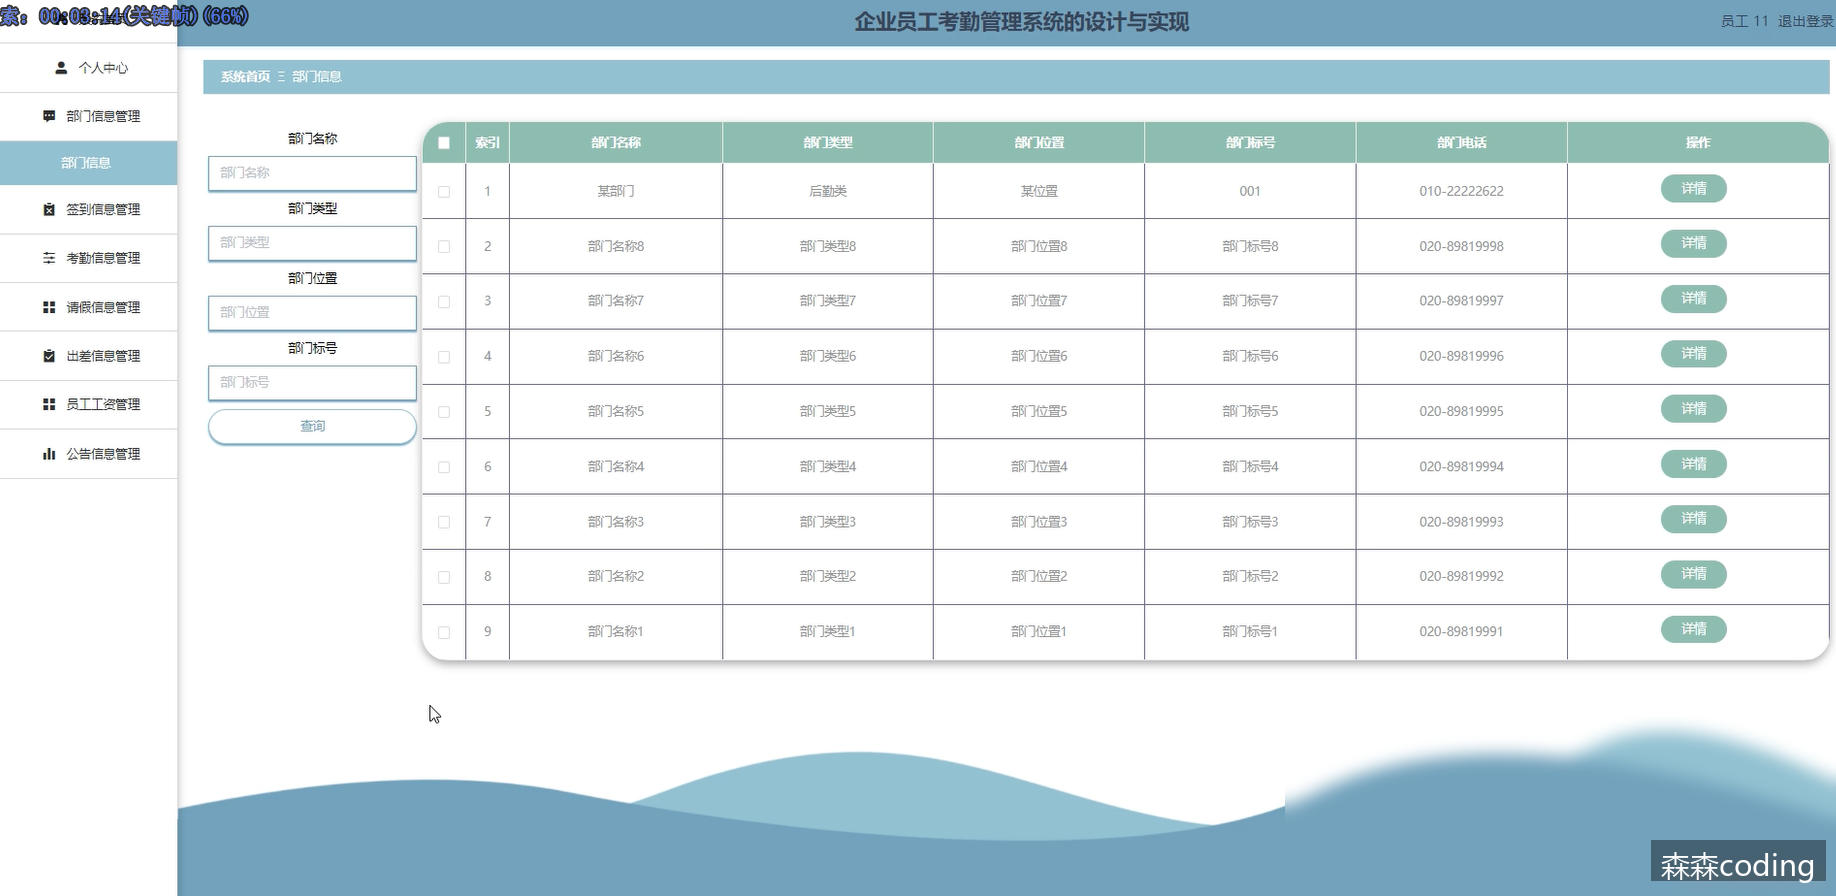 索: 00:03:14(关键帧)(66%)
企业员工考勤管理系统的设计与实现
员工 11 退出登录
个人中心
部门信息管理
部门信息
签到信息管理
考勤信息管理
请假信息管理
出差信息管理
员工工资管理
公告信息管理
系统首页 Ξ 部门信息
部门名称
部门名称
部门类型
部门类型
部门位置
部门位置
部门标号
部门标号
查询
索引 部门名称 部门类型 部门位置 部门标号 部门电话 操作
1 某部门 后勤类 某位置 001 010-22222622 详情
2 部门名称8 部门类型8 部门位置8 部门标号8 020-89819998 详情
3 部门名称7 部门类型7 部门位置7 部门标号7 020-89819997 详情
4 部门名称6 部门类型6 部门位置6 部门标号6 020-89819996 详情
5 部门名称5 部门类型5 部门位置5 部门标号5 020-89819995 详情
6 部门名称4 部门类型4 部门位置4 部门标号4 020-89819994 详情
7 部门名称3 部门类型3 部门位置3 部门标号3 020-89819993 详情
8 部门名称2 部门类型2 部门位置2 部门标号2 020-89819992 详情
9 部门名称1 部门类型1 部门位置1 部门标号1 020-89819991 详情
森森coding